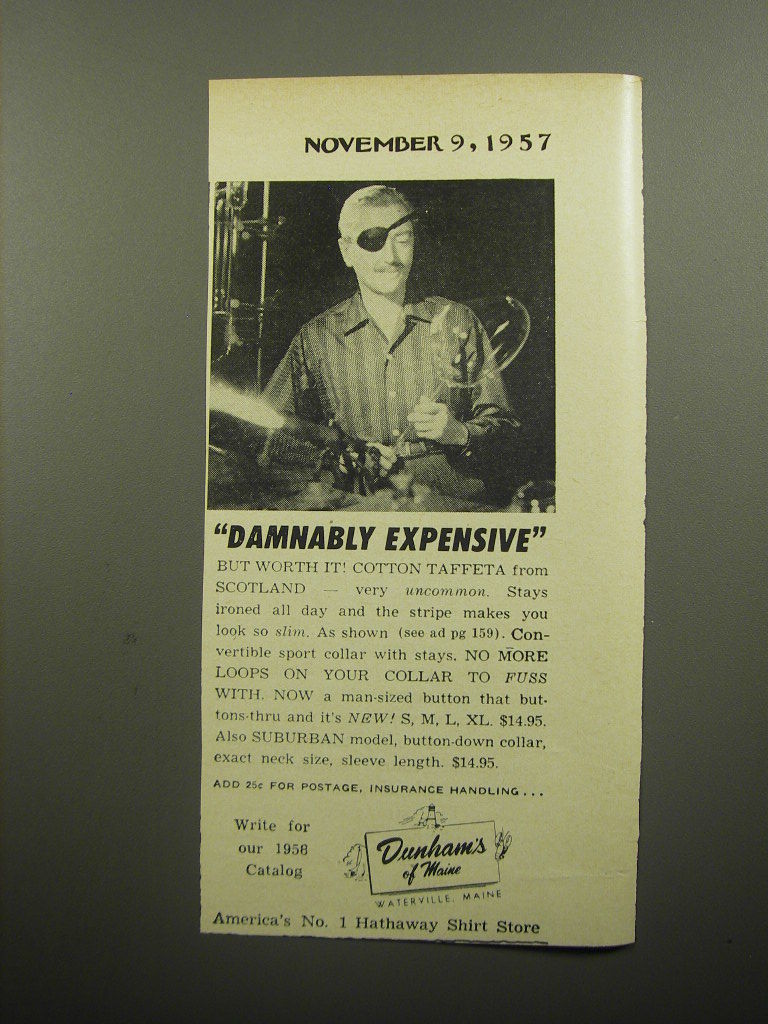 NOVEMBER 9, 1957
"DAMNABLY EXPENSIVE"
BUT WORTH IT! COTTON TAFFETA from
SCOTLAND — very uncommon. Stays
ironed all day and the stripe makes you
look so slim. As shown (see ad pg 159). Con-
vertible sport collar with stays. NO MORE
LOOPS ON YOUR COLLAR TO FUSS
WITH. NOW a man-sized button that but-
tons-thru and it's NEW! S, M, L, XL. $14.95.
Also SUBURBAN model, button-down collar,
exact neck size, sleeve length. $14.95.
ADD 25c FOR POSTAGE, INSURANCE HANDLING...
Write for
our 1958
Catalog
Dunham's
of Maine
WATERVILLE, MAINE
America's No. 1 Hathaway Shirt Store